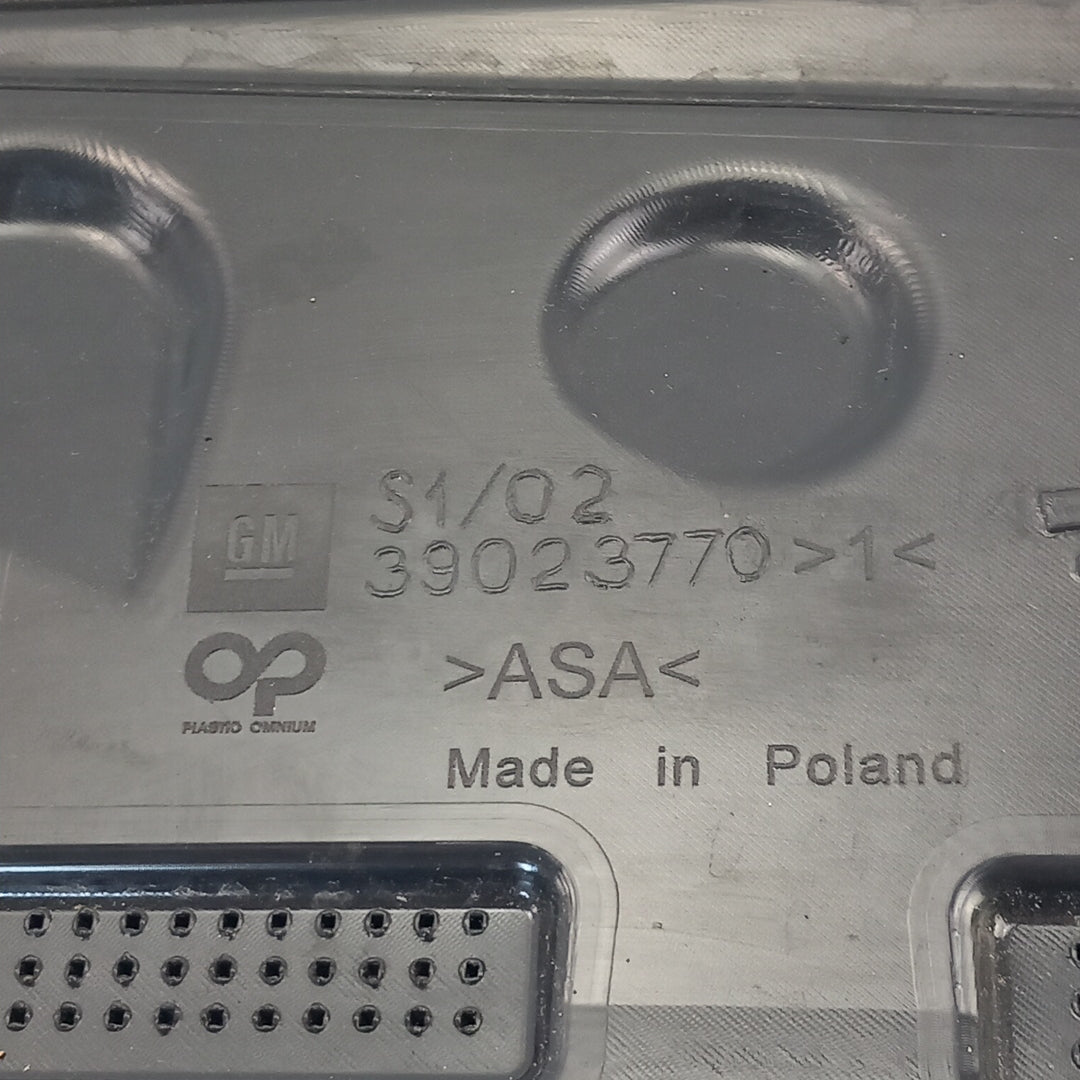 S1/02
GM
39023770 >1<
>ASA<
PLASTIC OMNIUM
Made in Poland